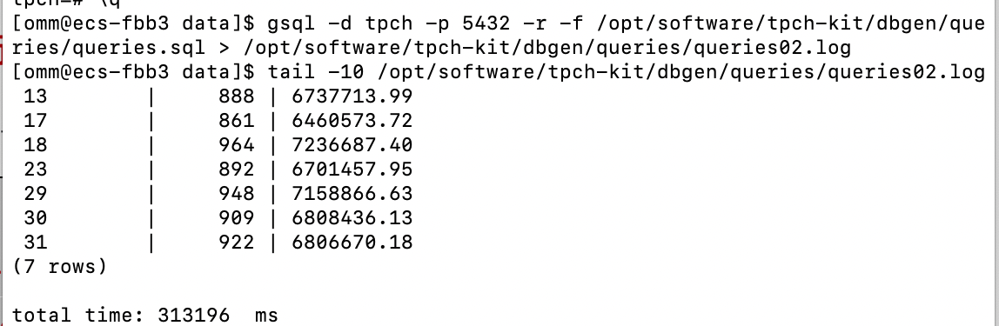 tpch=# \q
[omm@ecs-fbb3 data]$ gsql -d tpch -p 5432 -r -f /opt/software/tpch-kit/dbgen/que
ries/queries.sql > /opt/software/tpch-kit/dbgen/queries/queries02.log
[omm@ecs-fbb3 data]$ tail -10 /opt/software/tpch-kit/dbgen/queries/queries02.log
13 | 888 | 6737713.99
17 | 861 | 6460573.72
18 | 964 | 7236687.40
23 | 892 | 6701457.95
29 | 948 | 7158866.63
30 | 909 | 6808436.13
31 | 922 | 6806670.18
(7 rows)
total time: 313196  ms